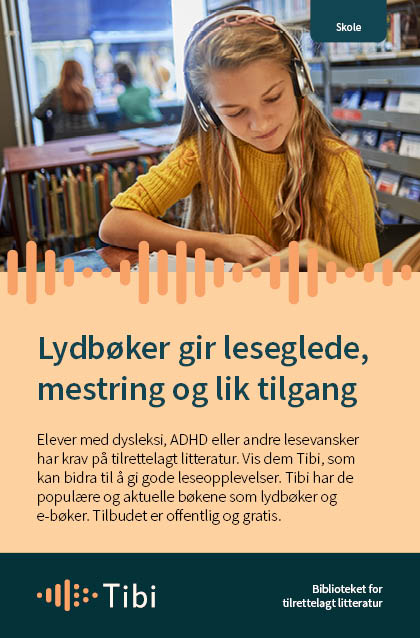 Skole
Lydbøker gir leseglede,
mestring og lik tilgang
Elever med dysleksi, ADHD eller andre lesevansker
har krav på tilrettelagt litteratur. Vis dem Tibi, som
kan bidra til å gi gode leseopplevelser. Tibi har de
populære og aktuelle bøkene som lydbøker og
e-bøker. Tilbudet er offentlig og gratis.
Tibi
Biblioteket for
tilrettelagt litteratur